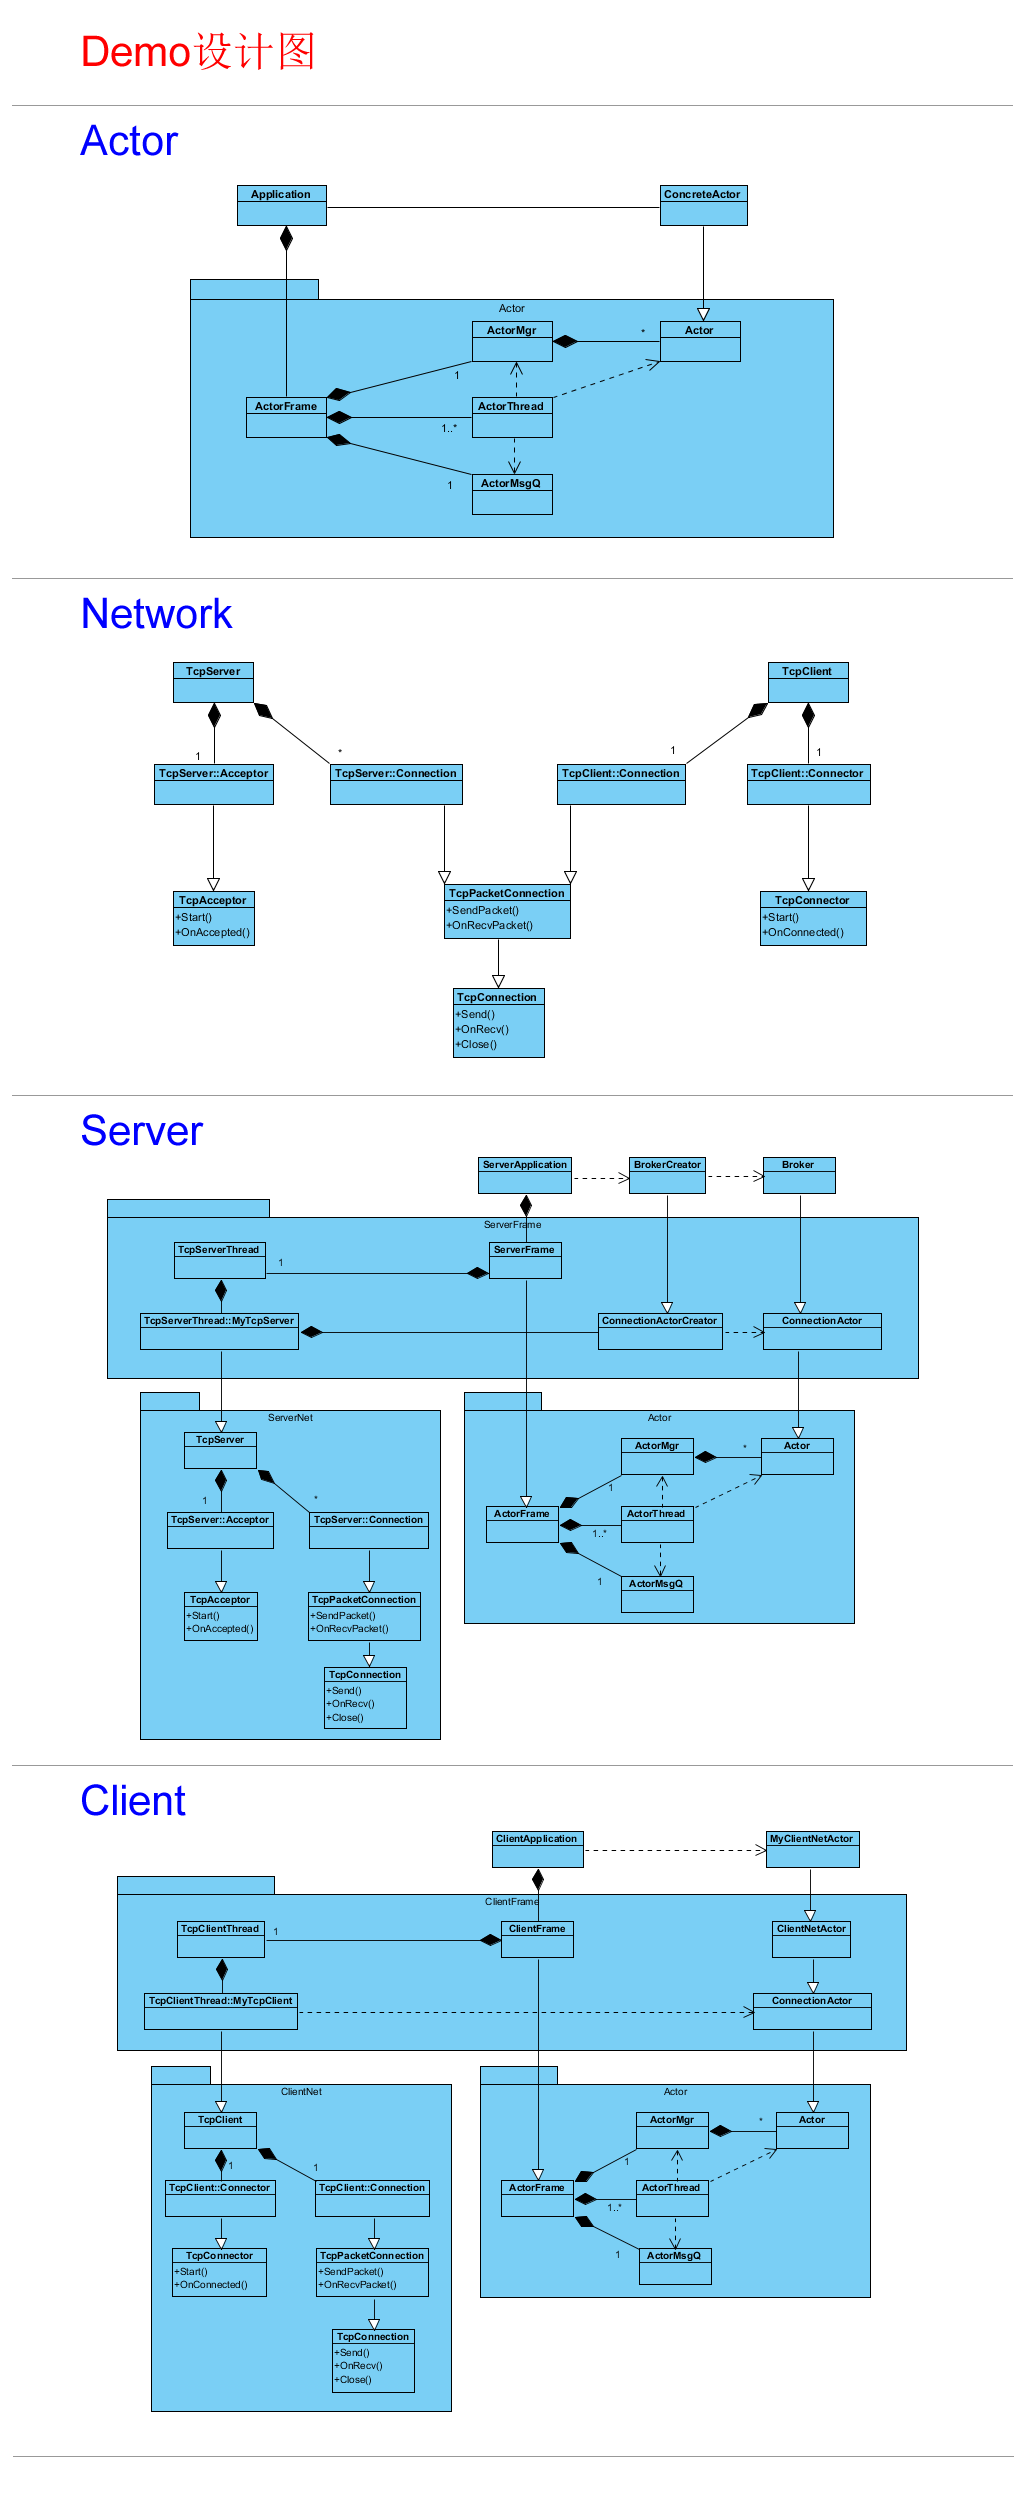 Demo设计图
Actor
Application
ConcreteActor
Actor
ActorMgr
*
Actor
1
ActorFrame
ActorThread
1..*
ActorMsgQ
1
Network
TcpServer
TcpClient
1
*
1
1
TcpServer::Acceptor
TcpServer::Connection
TcpClient::Connection
TcpClient::Connector
TcpAcceptor
+Start()
+OnAccepted()
TcpPacketConnection
+SendPacket()
+OnRecvPacket()
TcpConnector
+Start()
+OnConnected()
TcpConnection
+Send()
+OnRecv()
+Close()
Server
ServerApplication
BrokerCreator
Broker
ServerFrame
TcpServerThread
1
ServerFrame
TcpServerThread::MyTcpServer
ConnectionActorCreator
ConnectionActor
ServerNet
TcpServer
1
*
TcpServer::Acceptor
TcpServer::Connection
TcpAcceptor
+Start()
+OnAccepted()
TcpPacketConnection
+SendPacket()
+OnRecvPacket()
TcpConnection
+Send()
+OnRecv()
+Close()
Actor
ActorMgr
*
Actor
1
ActorFrame
ActorThread
1..*
1
ActorMsgQ
Client
ClientApplication
MyClientNetActor
ClientFrame
TcpClientThread
1
ClientFrame
ClientNetActor
TcpClientThread::MyTcpClient
ConnectionActor
ClientNet
TcpClient
1
1
TcpClient::Connector
TcpClient::Connection
TcpConnector
+Start()
+OnConnected()
TcpPacketConnection
+SendPacket()
+OnRecvPacket()
TcpConnection
+Send()
+OnRecv()
+Close()
Actor
ActorMgr
*
Actor
1
ActorFrame
ActorThread
1..*
1
ActorMsgQ